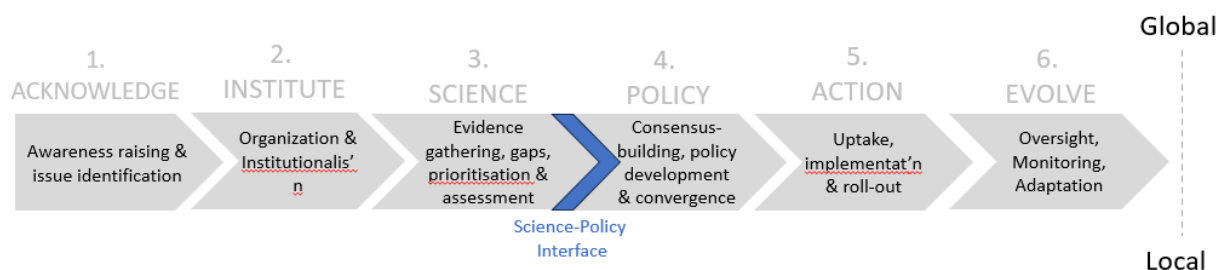 Global
1.
ACKNOWLEDGE
Awareness raising &
issue identification
2.
INSTITUTE
Organization &
Institutionalis’
n
3.
SCIENCE
Evidence
gathering, gaps,
prioritisation &
assessment
Science-Policy
Interface
4.
POLICY
Consensus-
building, policy
development
& convergence
5.
ACTION
Uptake,
implementat’n
& roll-out
6.
EVOLVE
Oversight,
Monitoring,
Adaptation
Local